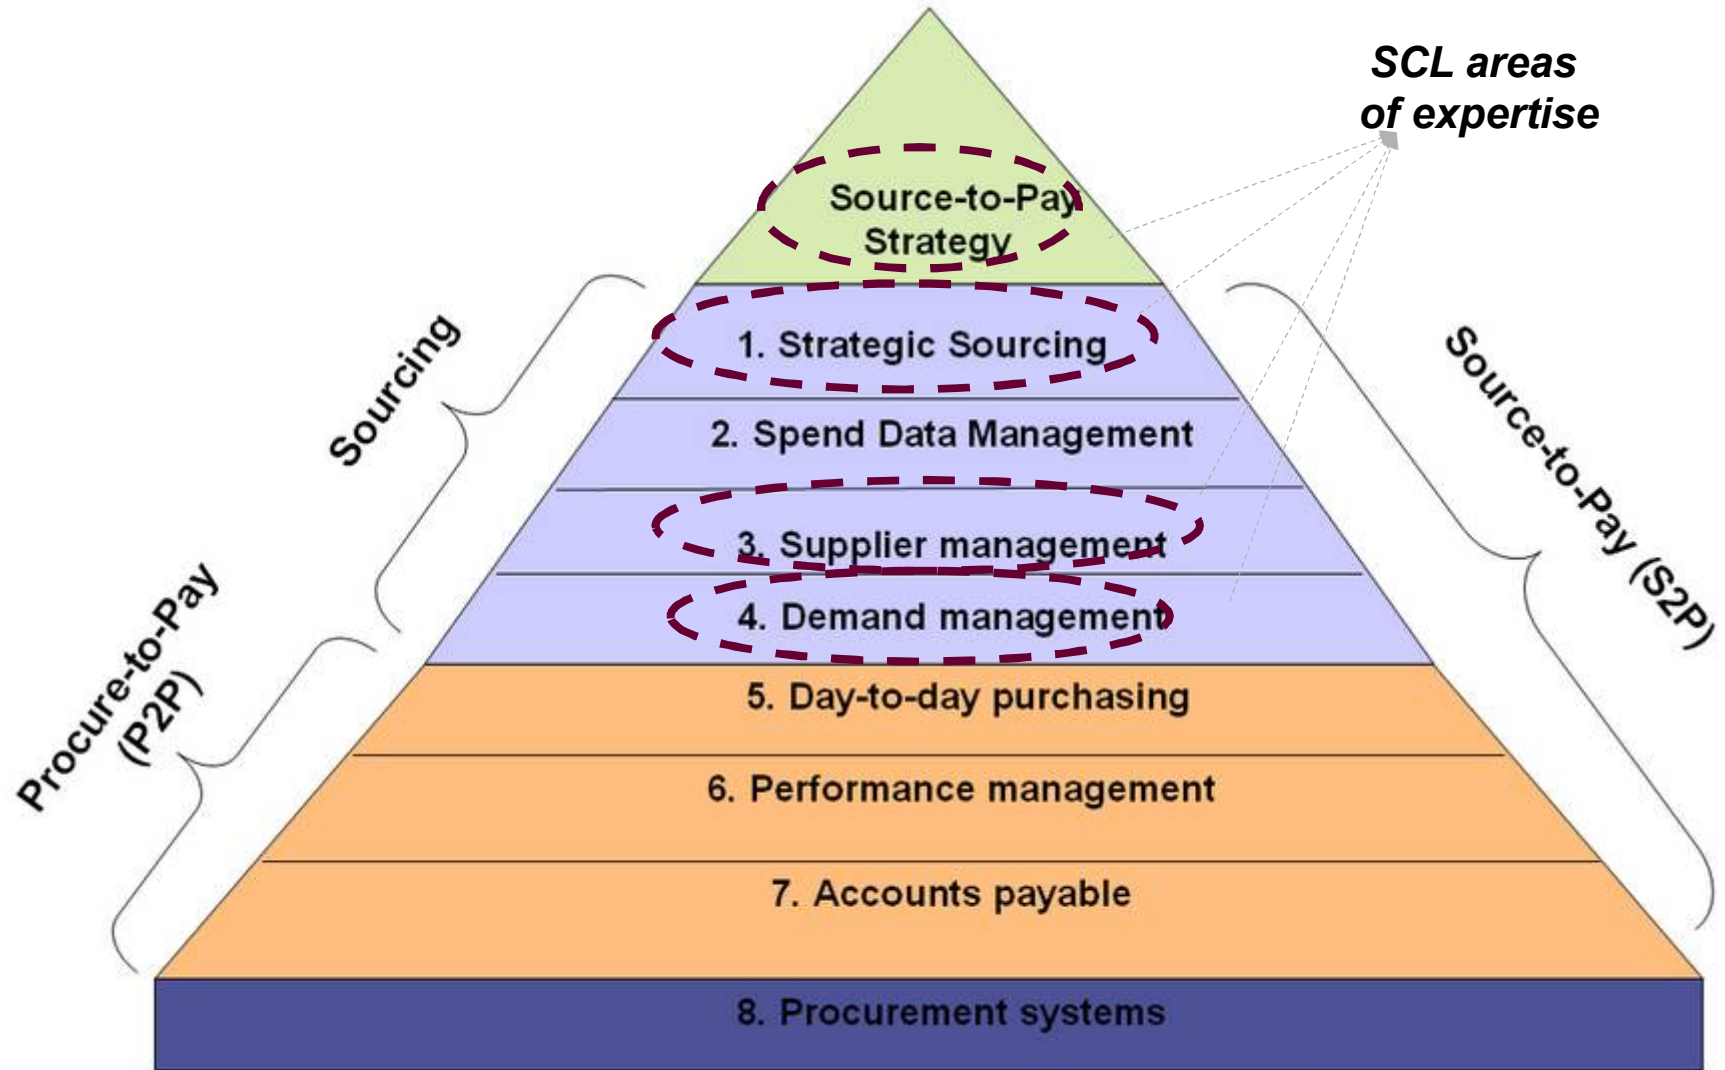 SCL areas
of expertise
Source-to-Pay
Strategy
1. Strategic Sourcing
2. Spend Data Management
3. Supplier management
4. Demand management
5. Day-to-day purchasing
6. Performance management
7. Accounts payable
8. Procurement systems
Sourcing
Procure-to-Pay
(P2P)
Source-to-Pay (S2P)